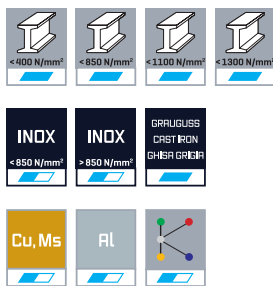 <400 N/mm² <850 N/mm² <1100 N/mm² <1300 N/mm²
INOX INOX GRAUGUSS
CAST IRON
GHISA GRIGIA
<850 N/mm² >850 N/mm²
Cu, Ms Al